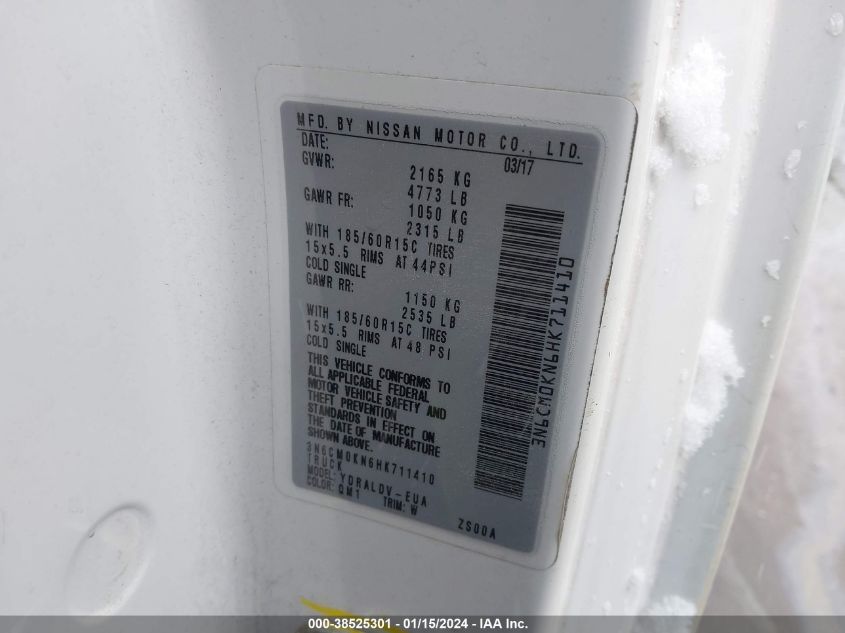 MFD. BY NISSAN MOTOR CO., LTD.
DATE: 03/17
GVWR: 2165 KG
4773 LB
GAWR FR: 1050 KG
2315 LB
WITH 185/60R15C TIRES
15x5.5 RIMS AT 44PSI
COLD SINGLE
GAWR RR: 1150 KG
2535 LB
WITH 185/60R15C TIRES
15x5.5 RIMS AT 48 PSI
COLD SINGLE
THIS VEHICLE CONFORMS TO
ALL APPLICABLE FEDERAL
MOTOR VEHICLE SAFETY AND
THEFT PREVENTION
STANDARDS IN EFFECT ON
THE DATE OF MANUFACTURE
SHOWN ABOVE.
3N6CM0KN6HK711410
TRUCK
MODEL: YDRALDV-EUA
COLOR: QM1 TRIM: W
ZS00A
3N6CM0KN6HK711410
000-38525301 - 01/15/2024 - IAA Inc.